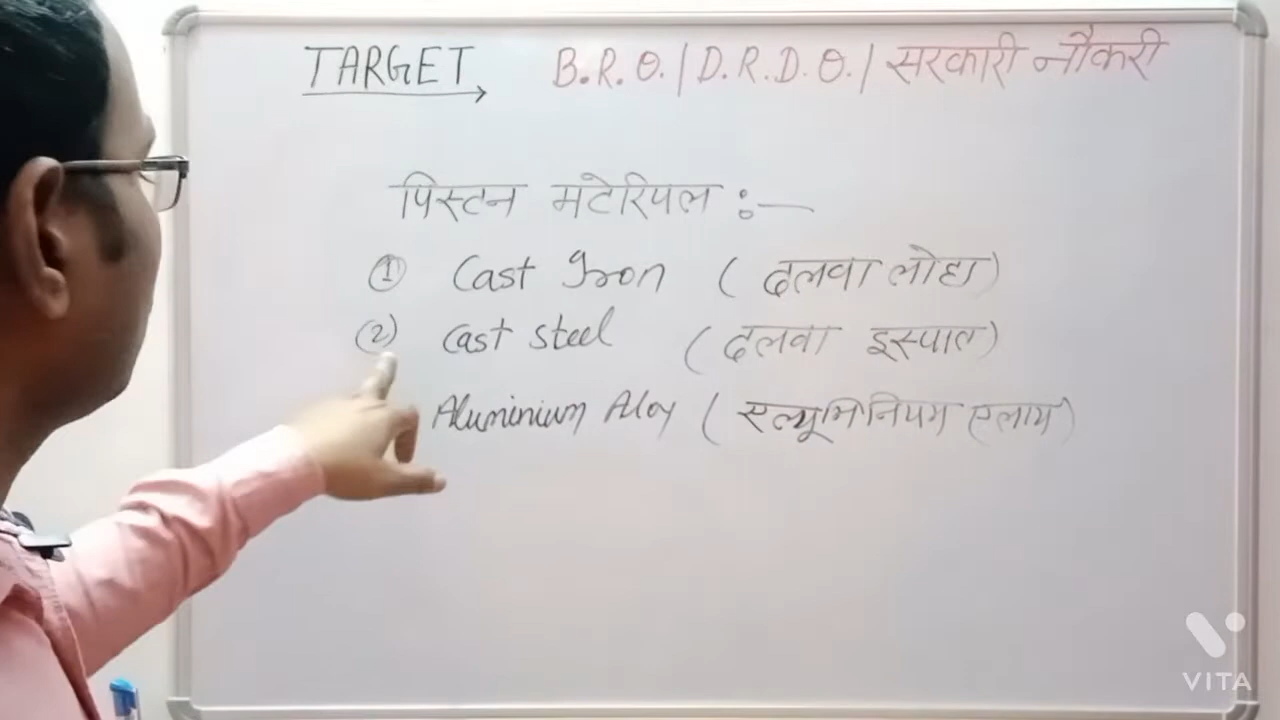 TARGET B.R.O. / D.R.D.O. / सरकारी नौकरी
पिस्टन मटेरियल :—
① Cast Iron ( ढलवा लोहा )
(2) Cast Steel ( ढलवा इस्पात )
Aluminium Aloy ( एल्यूमिनियम एलाय )
VITA